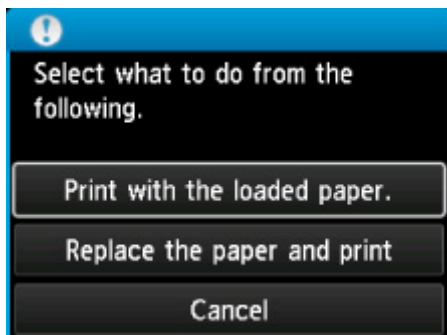 Select what to do from the
following.
Print with the loaded paper.
Replace the paper and print
Cancel